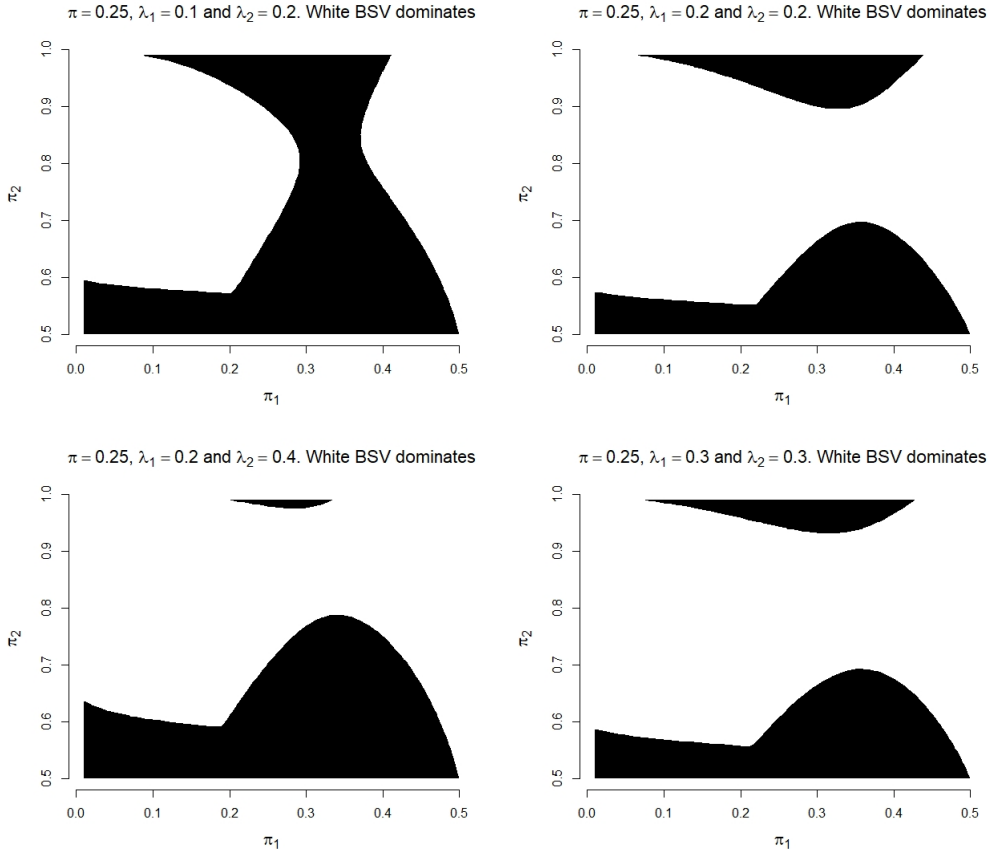 π = 0.25, λ1 = 0.1 and λ2 = 0.2. White BSV dominates
π2
0.5 0.6 0.7 0.8 0.9 1.0
0.0 0.1 0.2 0.3 0.4 0.5
π1
π = 0.25, λ1 = 0.2 and λ2 = 0.2. White BSV dominates
π2
0.5 0.6 0.7 0.8 0.9 1.0
0.0 0.1 0.2 0.3 0.4 0.5
π1
π = 0.25, λ1 = 0.2 and λ2 = 0.4. White BSV dominates
π2
0.5 0.6 0.7 0.8 0.9 1.0
0.0 0.1 0.2 0.3 0.4 0.5
π1
π = 0.25, λ1 = 0.3 and λ2 = 0.3. White BSV dominates
π2
0.5 0.6 0.7 0.8 0.9 1.0
0.0 0.1 0.2 0.3 0.4 0.5
π1